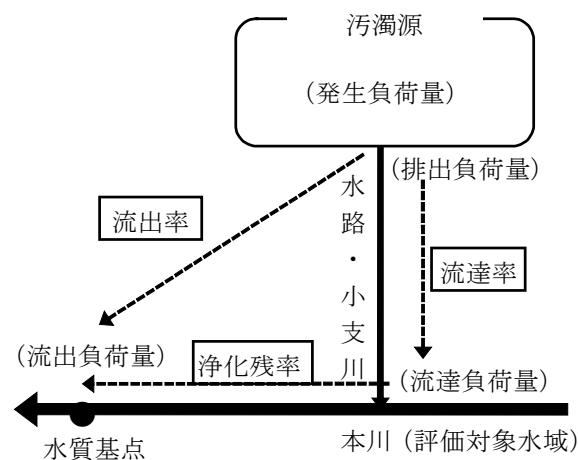 汚濁源
(発生負荷量)
(排出負荷量)
水路・小支川
流出率
流達率
(流出負荷量)
浄化残率
(流達負荷量)
水質基点
本川(評価対象水域)